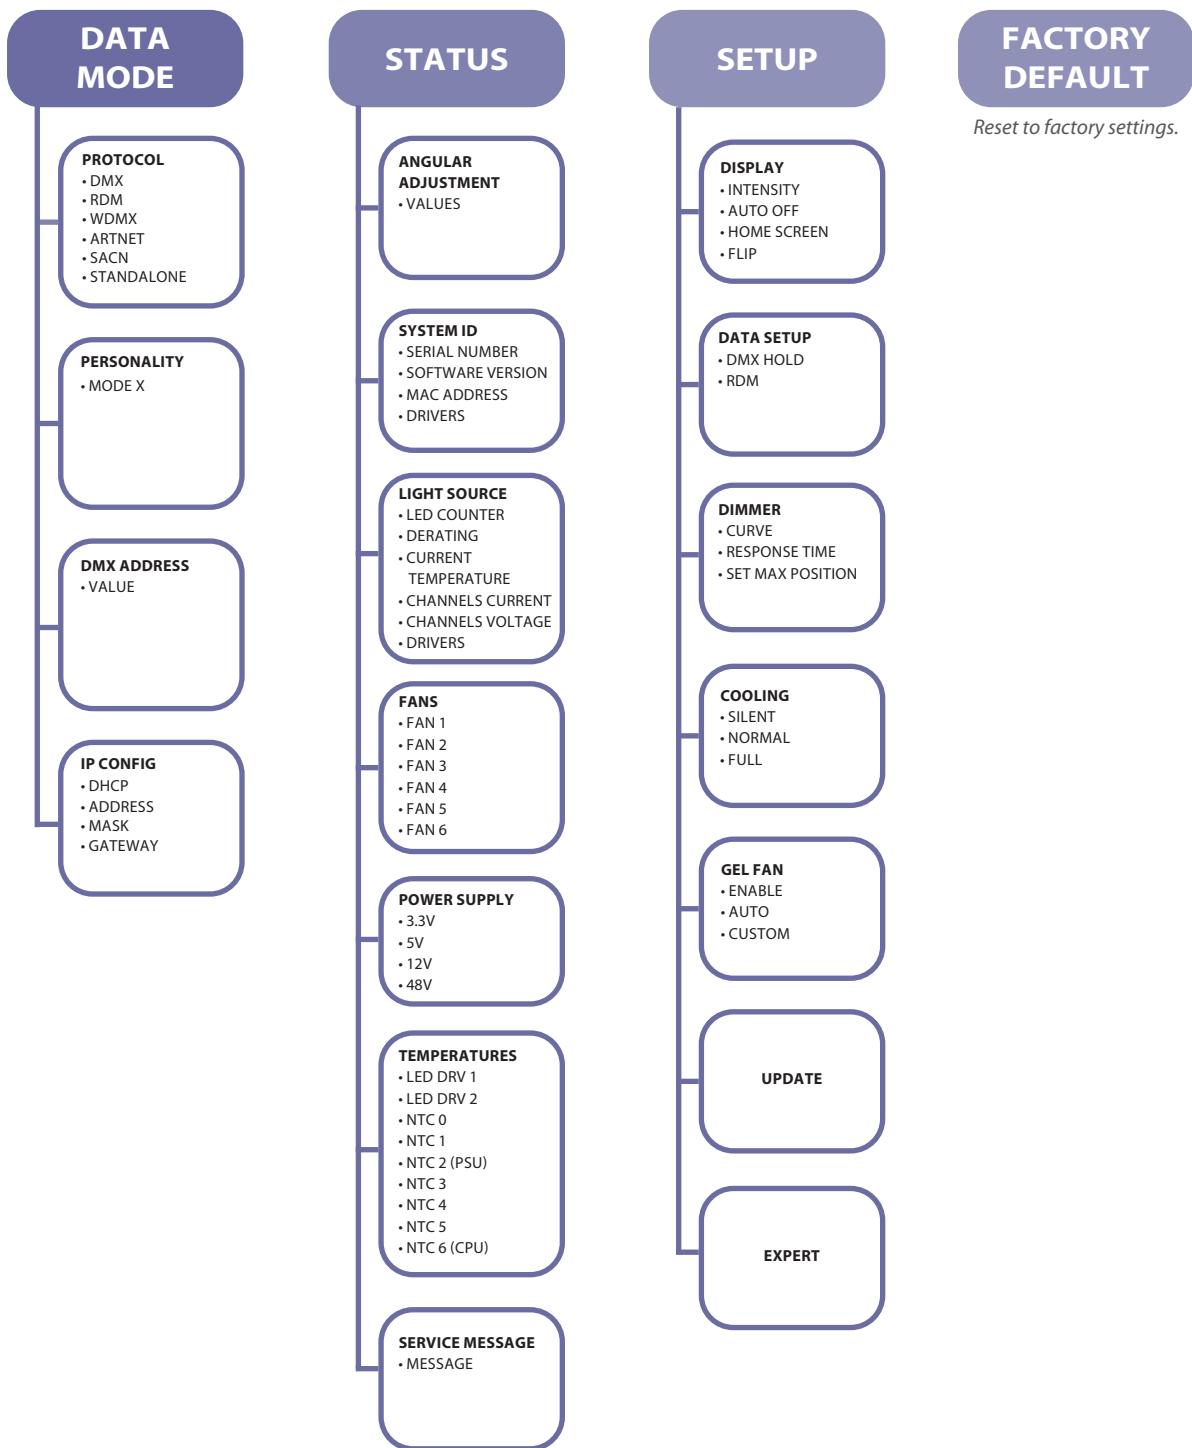 DATA
MODE
PROTOCOL
• DMX
• RDM
• WDMX
• ARTNET
• SACN
• STANDALONE
PERSONALITY
• MODE X
DMX ADDRESS
• VALUE
IP CONFIG
• DHCP
• ADDRESS
• MASK
• GATEWAY
STATUS
ANGULAR
ADJUSTMENT
• VALUES
SYSTEM ID
• SERIAL NUMBER
• SOFTWARE VERSION
• MAC ADDRESS
• DRIVERS
LIGHT SOURCE
• LED COUNTER
• DERATING
• CURRENT
TEMPERATURE
• CHANNELS CURRENT
• CHANNELS VOLTAGE
• DRIVERS
FANS
• FAN 1
• FAN 2
• FAN 3
• FAN 4
• FAN 5
• FAN 6
POWER SUPPLY
• 3.3V
• 5V
• 12V
• 48V
TEMPERATURES
• LED DRV 1
• LED DRV 2
• NTC 0
• NTC 1
• NTC 2 (PSU)
• NTC 3
• NTC 4
• NTC 5
• NTC 6 (CPU)
SERVICE MESSAGE
• MESSAGE
SETUP
DISPLAY
• INTENSITY
• AUTO OFF
• HOME SCREEN
• FLIP
DATA SETUP
• DMX HOLD
• RDM
DIMMER
• CURVE
• RESPONSE TIME
• SET MAX POSITION
COOLING
• SILENT
• NORMAL
• FULL
GEL FAN
• ENABLE
• AUTO
• CUSTOM
UPDATE
EXPERT
FACTORY
DEFAULT
Reset to factory settings.